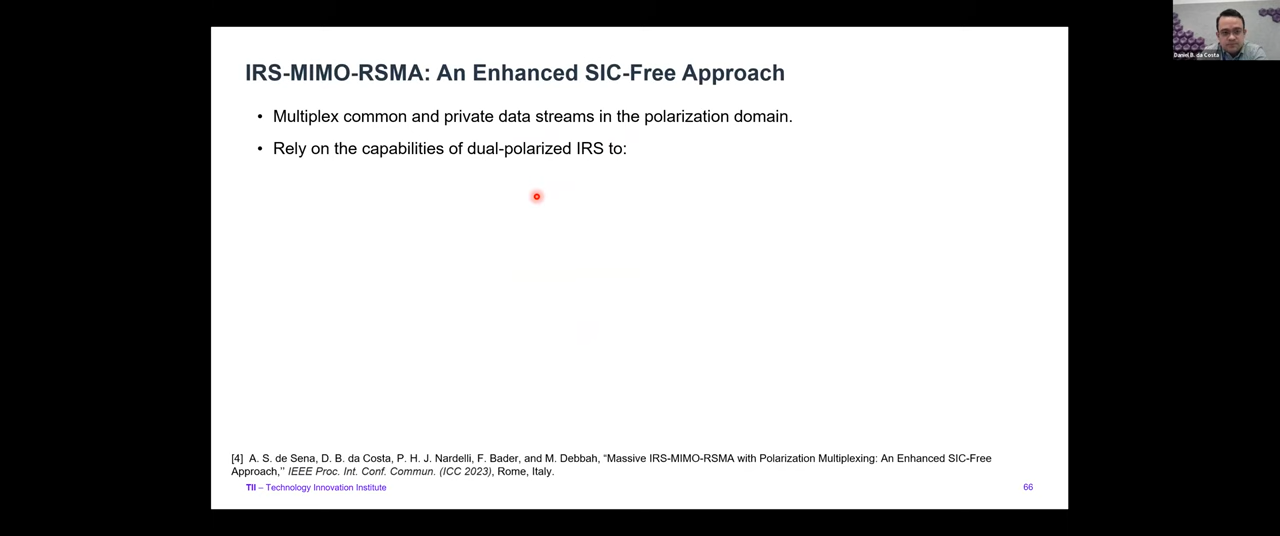 IRS-MIMO-RSMA: An Enhanced SIC-Free Approach
• Multiplex common and private data streams in the polarization domain.
• Rely on the capabilities of dual-polarized IRS to:
[4] A. S. de Sena, D. B. da Costa, P. H. J. Nardelli, F. Bader, and M. Debbah, “Massive IRS-MIMO-RSMA with Polarization Multiplexing: An Enhanced SIC-Free
Approach,’’ IEEE Proc. Int. Conf. Commun. (ICC 2023), Rome, Italy.
TII – Technology Innovation Institute
66
Daniel B. da Costa